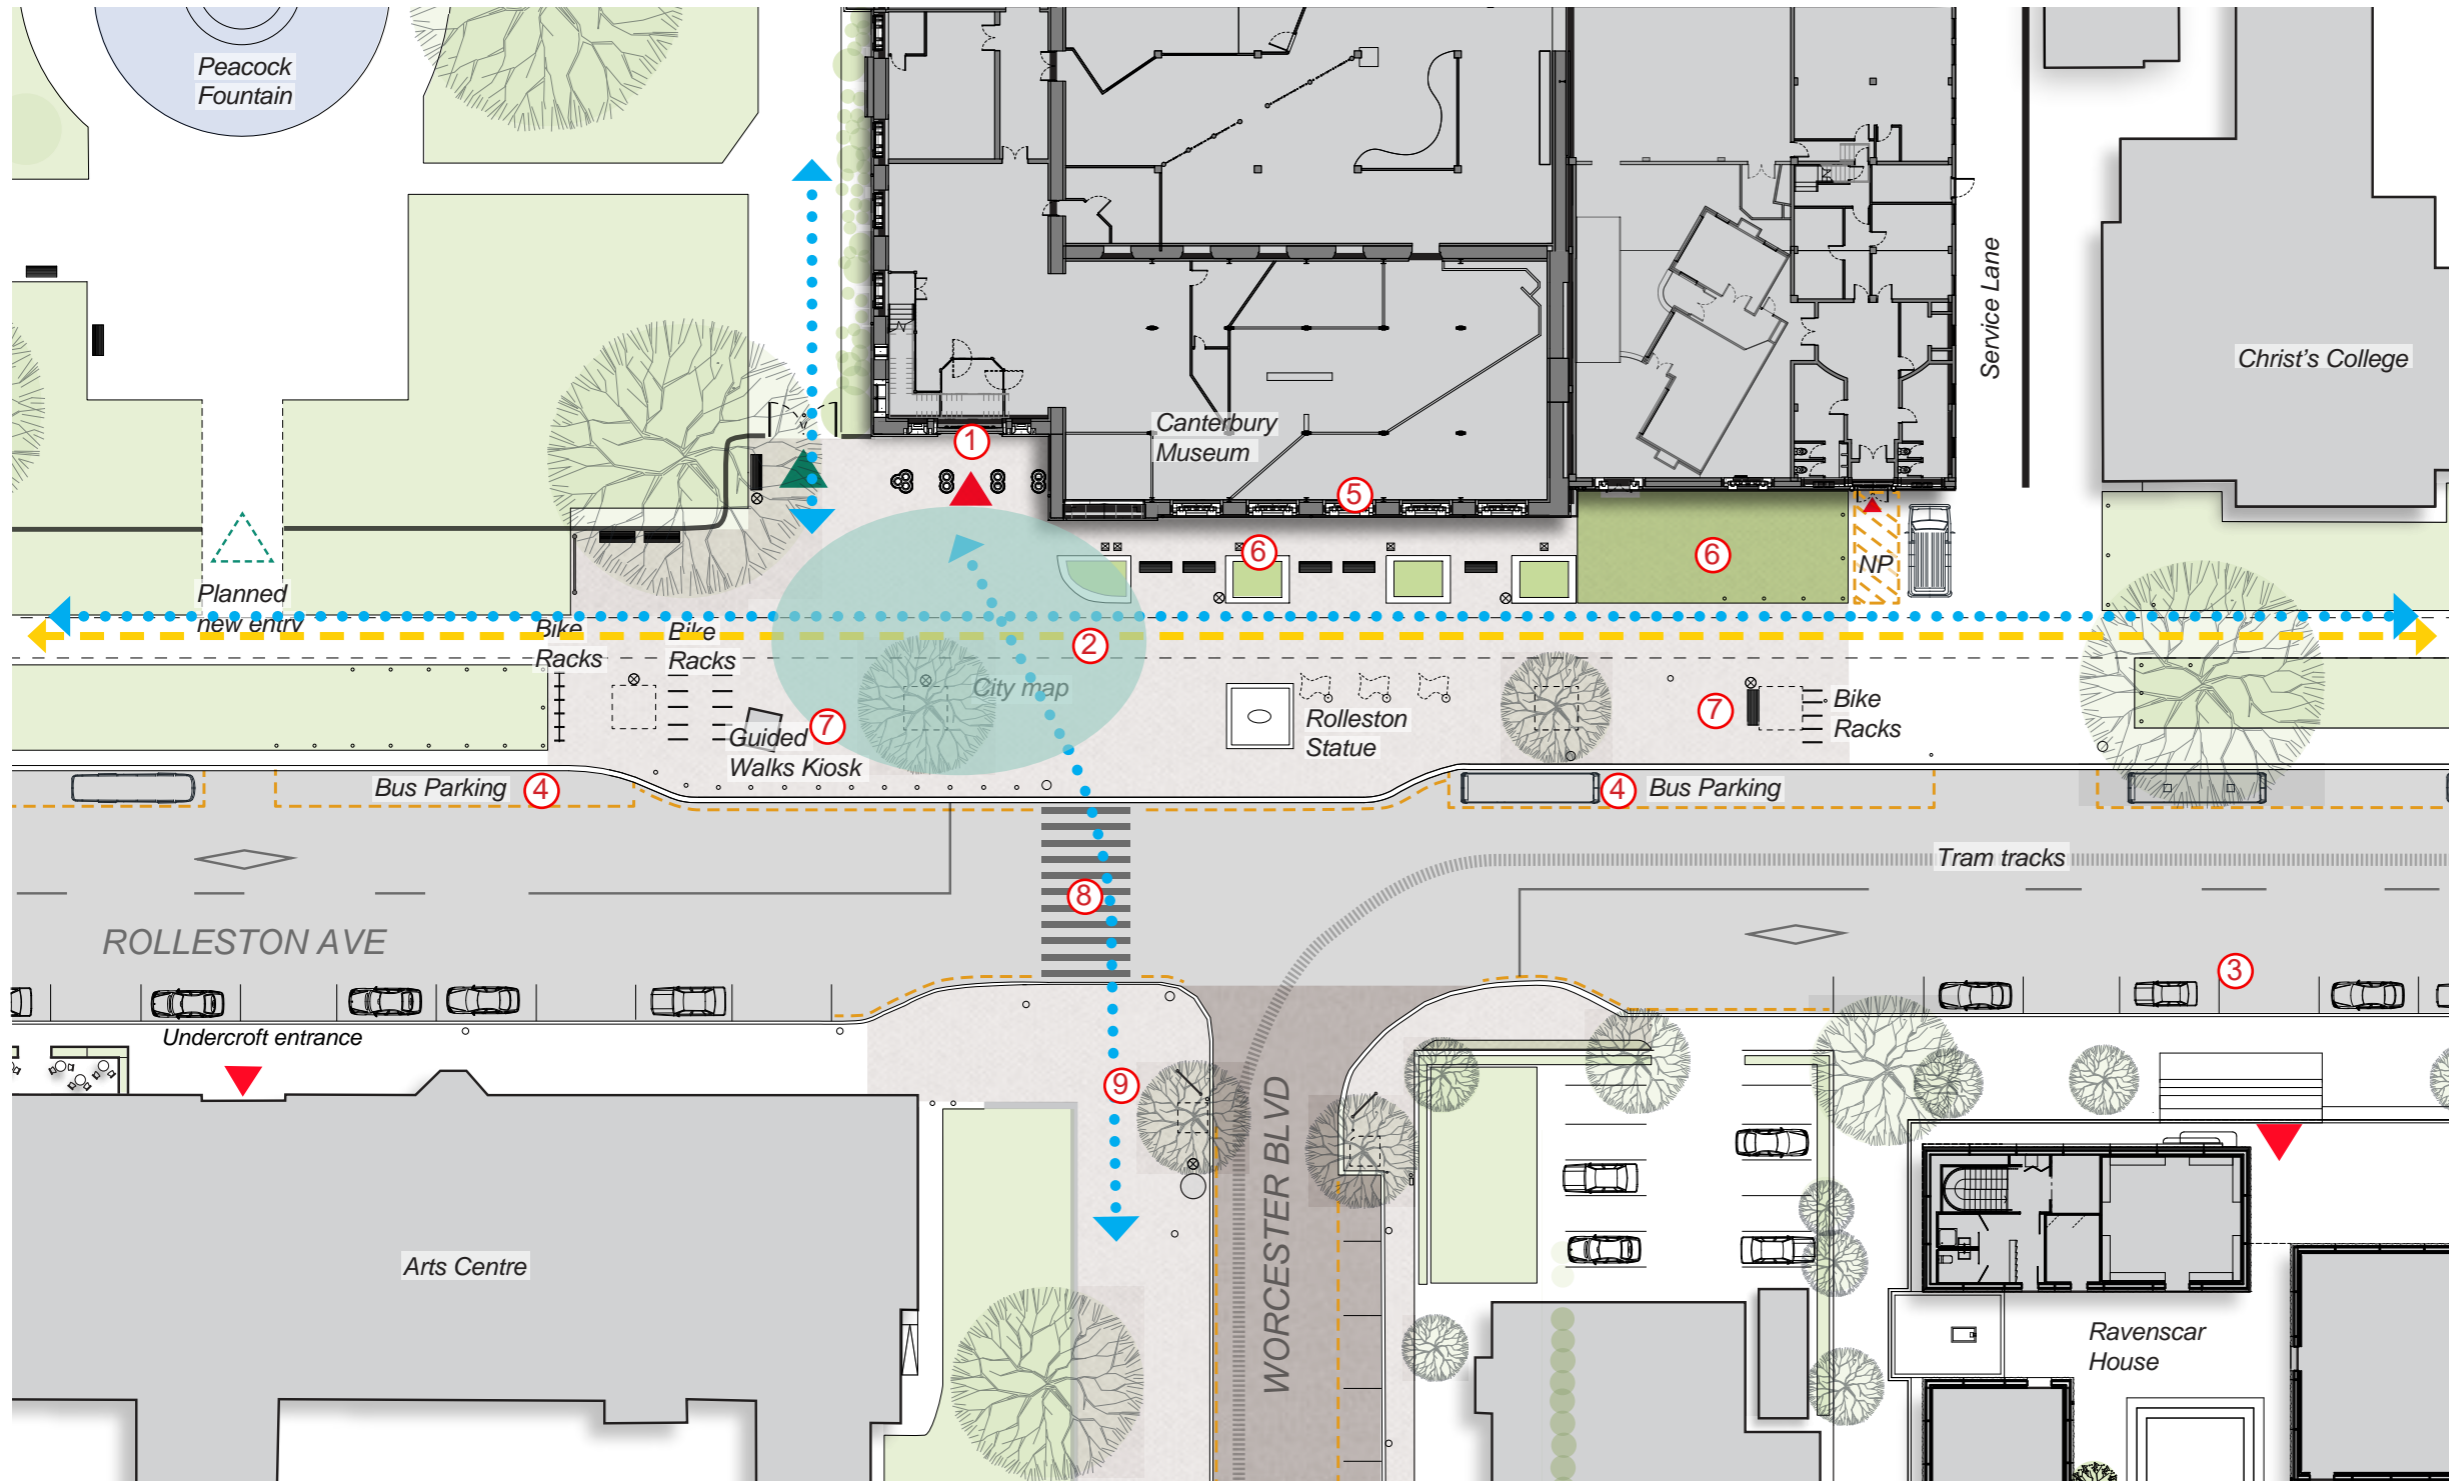 Peacock
Fountain
Service Lane
Christ's College
1
Canterbury
Museum
5
6
6
NP
Planned
new entry
Bike
Racks
Bike
Racks
2
City map
7
Guided
Walks Kiosk
Rolleston
Statue
7
Bike
Racks
Bus Parking
4
4
Bus Parking
Tram tracks
8
ROLLESTON AVE
3
Undercroft entrance
9
WORCESTER BLVD
Arts Centre
Ravenscar
House